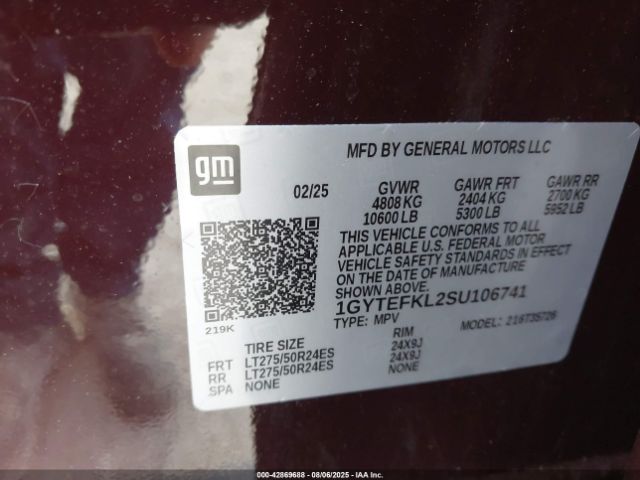 gm
MFD BY GENERAL MOTORS LLC
02/25
GVWR GAWR FRT GAWR RR
4808 KG 2404 KG 2700 KG
10600 LB 5300 LB 5952 LB
THIS VEHICLE CONFORMS TO ALL
APPLICABLE U.S. FEDERAL MOTOR
VEHICLE SAFETY STANDARDS IN EFFECT
ON THE DATE OF MANUFACTURE
SHOWN ABOVE.
1GYTEFKL2SU106741
219K
TYPE: MPV MODEL:
TIRE SIZE RIM
FRT LT275/50R24ES 24X9J
RR LT275/50R24ES 24X9J
SPA NONE NONE
000-42869688 - 08/06/2025 - IAA Inc.